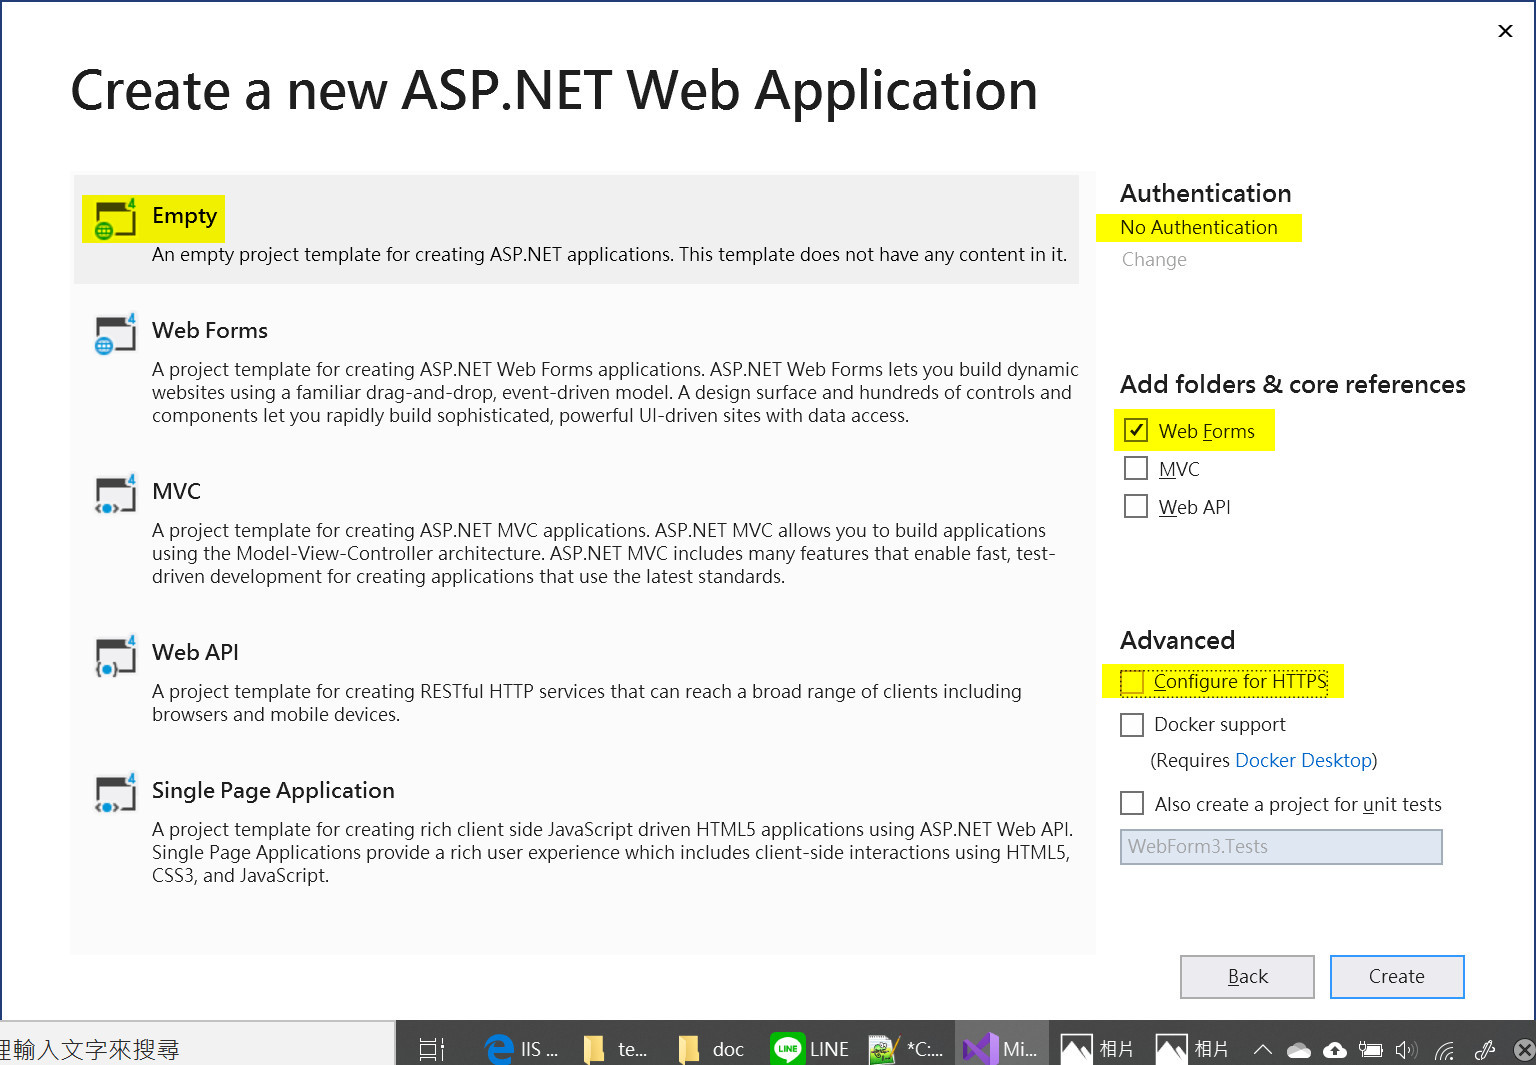 Create a new ASP.NET Web Application
Empty
An empty project template for creating ASP.NET applications. This template does not have any content in it.
Web Forms
A project template for creating ASP.NET Web Forms applications. ASP.NET Web Forms lets you build dynamic
websites using a familiar drag-and-drop, event-driven model. A design surface and hundreds of controls and
components let you rapidly build sophisticated, powerful UI-driven sites with data access.
MVC
A project template for creating ASP.NET MVC applications. ASP.NET MVC allows you to build applications
using the Model-View-Controller architecture. ASP.NET MVC includes many features that enable fast, test-
driven development for creating applications that use the latest standards.
Web API
A project template for creating RESTful HTTP services that can reach a broad range of clients including
browsers and mobile devices.
Single Page Application
A project template for creating rich client side JavaScript driven HTML5 applications using ASP.NET Web API.
Single Page Applications provide a rich user experience which includes client-side interactions using HTML5,
CSS3, and JavaScript.
Authentication
No Authentication
Change
Add folders & core references
Web Forms
MVC
Web API
Advanced
Configure for HTTPS
Docker support
(Requires Docker Desktop)
Also create a project for unit tests
WebForm3.Tests
Back
Create
輸入文字來搜尋
IIS ...
te...
doc
LINE
LINE
*C:...
Mi...
相片
相片